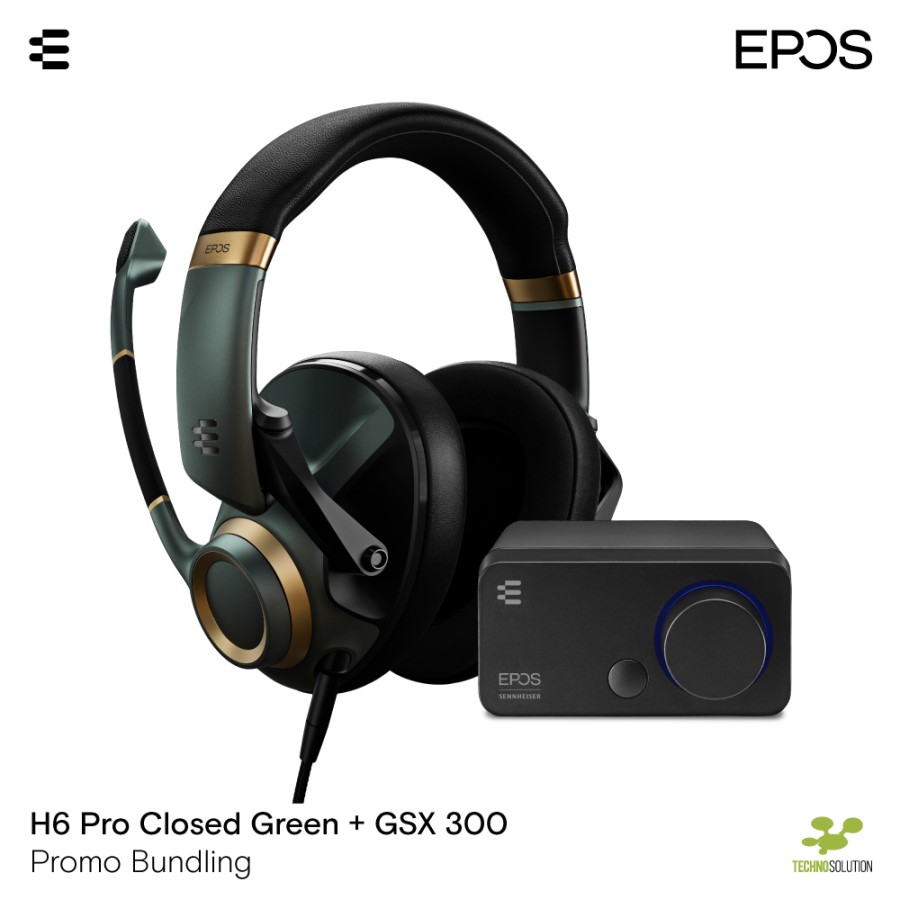 EPOS
EPOS
EPOS
SENNHEISER
H6 Pro Closed Green + GSX 300
Promo Bundling
TECHNOSOLUTION